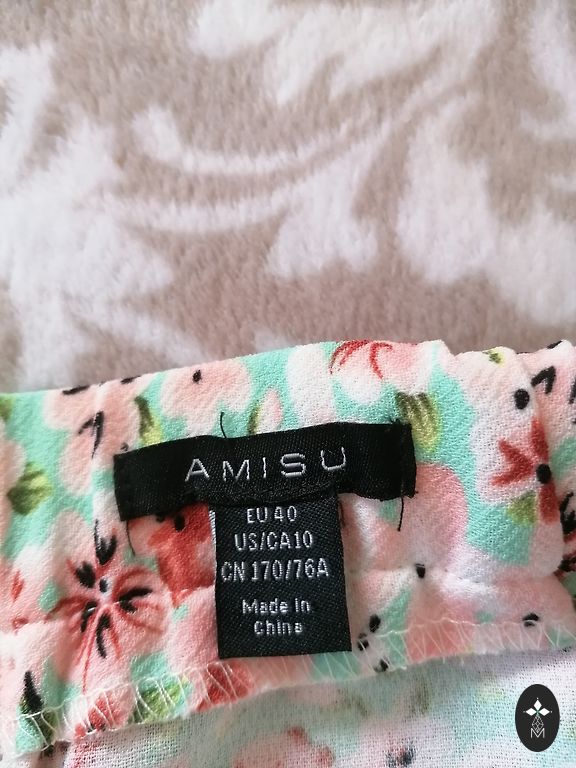 AMISU
EU 40
US/CA10
CN 170/76A
Made in
China
M